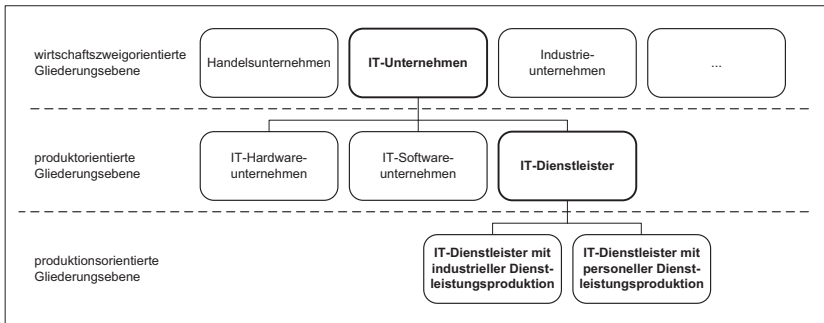 wirtschaftszweigorientierte
Gliederungsebene
Handelsunternehmen
IT-Unternehmen
Industrie-
unternehmen
...
produktorientierte
Gliederungsebene
IT-Hardware-
unternehmen
IT-Software-
unternehmen
IT-Dienstleister
produktionsorientierte
Gliederungsebene
IT-Dienstleister mit
industrieller Dienst-
leistungsproduktion
IT-Dienstleister mit
personeller Dienst-
leistungsproduktion